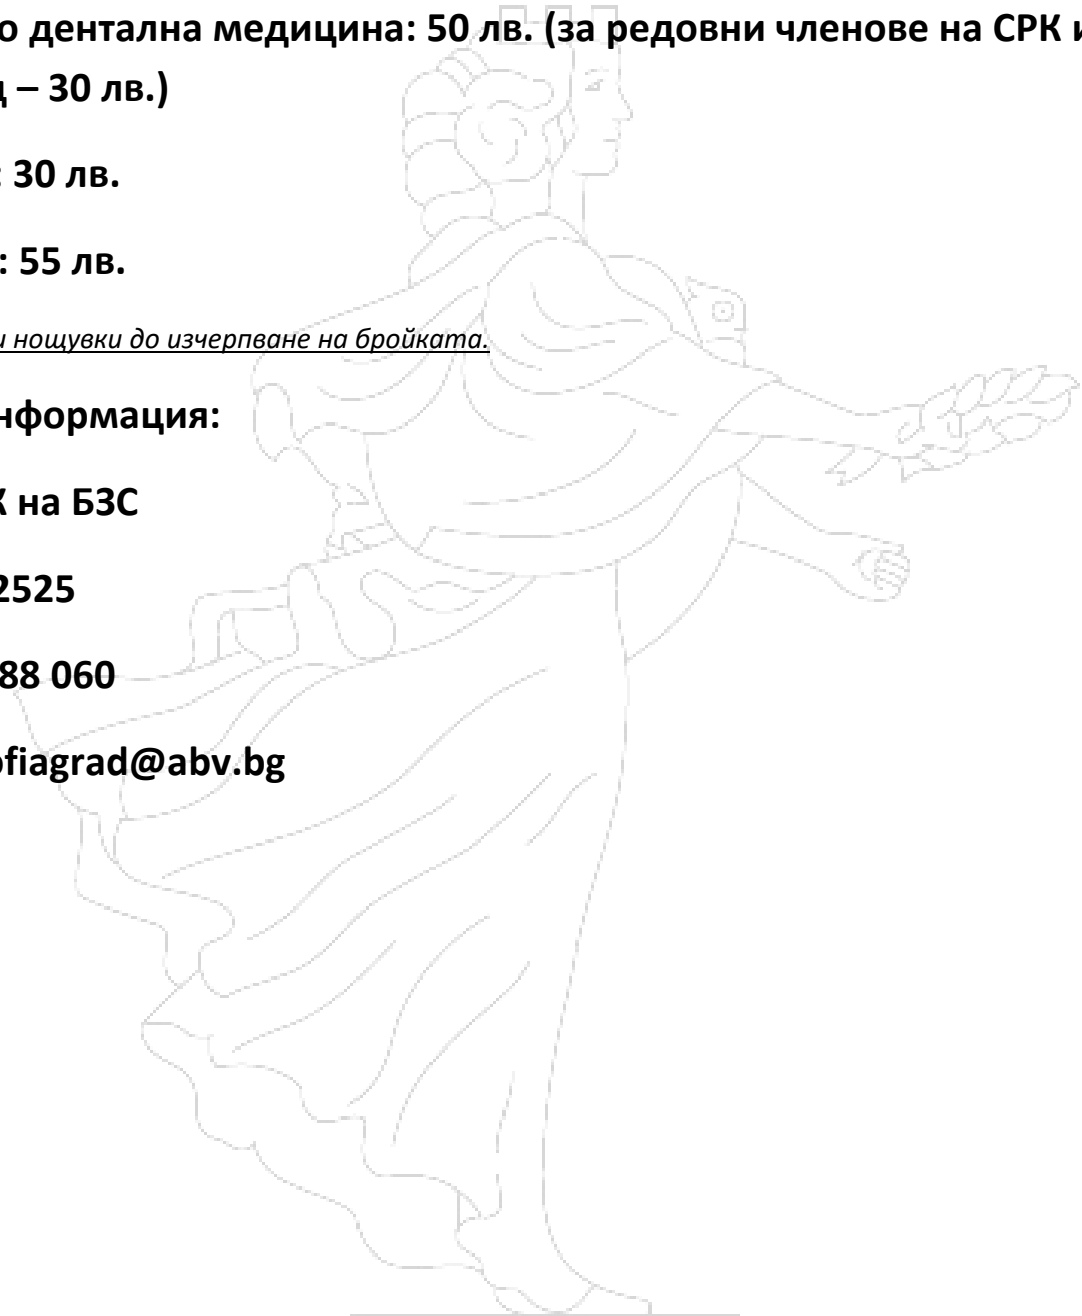 о дентална медицина: 50 лв. (за редовни членове на СРК и
– 30 лв.)
: 30 лв.
: 55 лв.
и нощувки до изчерпване на бройката.
нформация:
К на БЗС
2525
88 060
ofiagrad@abv.bg